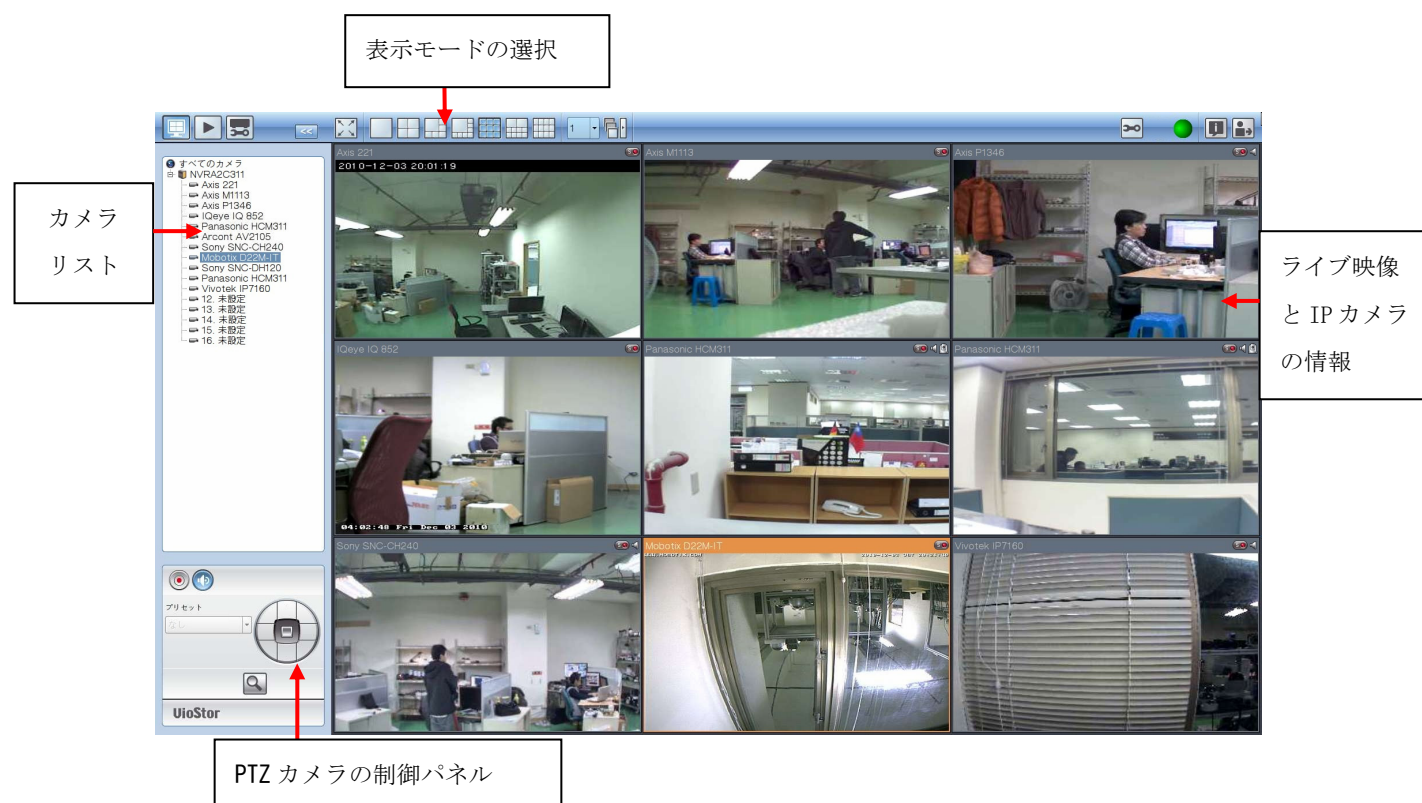 表示モードの選択
<<
1
すべてのカメラ
NVRA2C311
Axis 221
Axis M1113
Axis P1346
IQeye IQ 852
Panasonic HCM311
Arcont AV2105
Sony SNC-CH240
Mobotix D22M-IT
Sony SNC-DH120
Panasonic HCM311
Vivotek IP7160
12. 未設定
13. 未設定
14. 未設定
15. 未設定
16. 未設定
カメラ
リスト
Axis 221
2010-12-03 20:01:19
Axis M1113
Axis P1346
ライブ映像
と IP カメラ
の情報
IQeye IQ 852
04:02:48 Fri Dec 03 2010
Panasonic HCM311
Panasonic HCM311
Sony SNC-CH240
Mobotix D22M-IT
Vivotek IP7160
プリセット
なし
VioStor
PTZ カメラの制御パネル